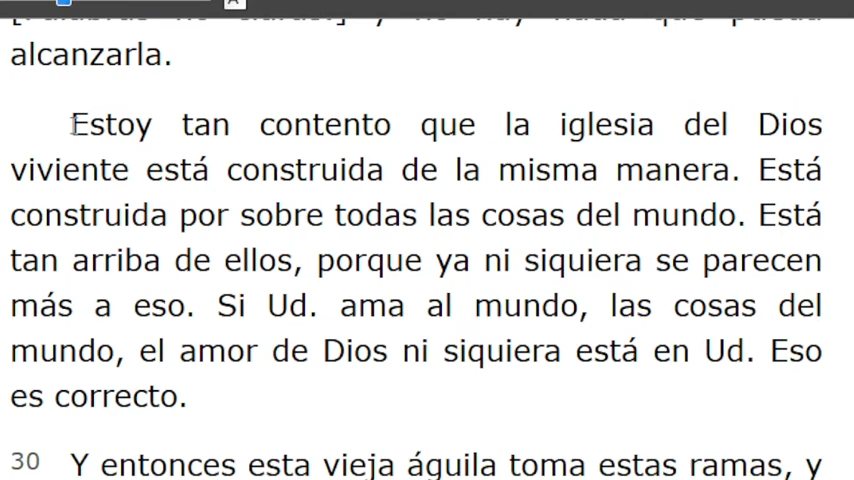 alcanzarla.
Estoy tan contento que la iglesia del Dios
viviente está construida de la misma manera. Está
construida por sobre todas las cosas del mundo. Está
tan arriba de ellos, porque ya ni siquiera se parecen
más a eso. Si Ud. ama al mundo, las cosas del
mundo, el amor de Dios ni siquiera está en Ud. Eso
es correcto.
30 Y entonces esta vieja águila toma estas ramas, y